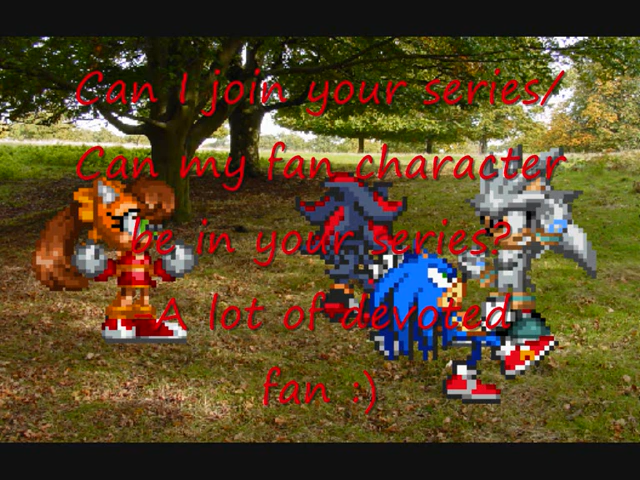 Can I join your series/
Can my fan character
be in your series?
A lot of devoted
fan :)